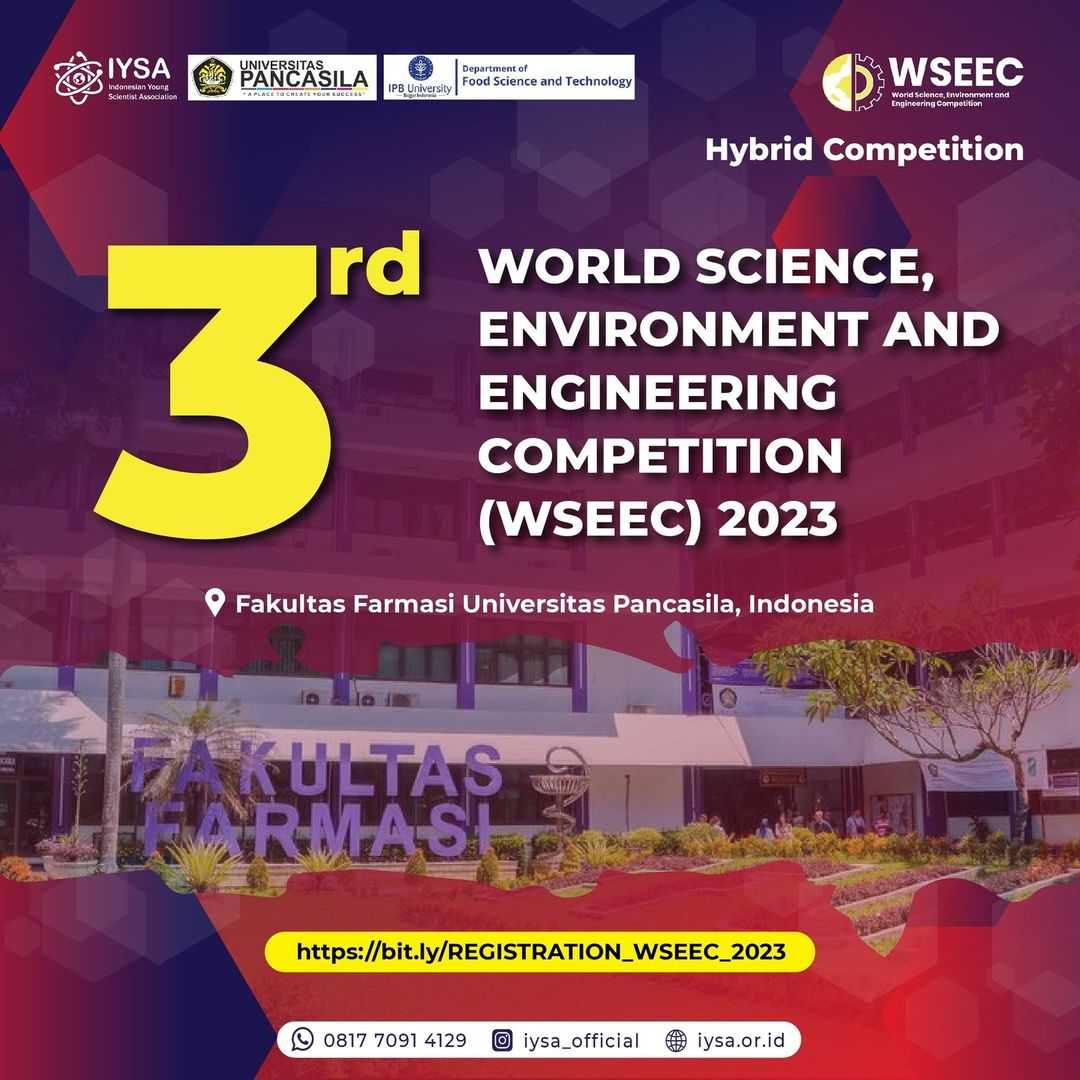 IYSA
Indonesian Young
Scientist Association
UNIVERSITAS
PANCASILA
"A PLACE TO CREATE YOUR SUCCESS"
IPB University
Bogor Indonesia
Department of
Food Science and Technology
WSEEC
World Science, Environment and
Engineering Competition
Hybrid Competition
3rd
WORLD SCIENCE,
ENVIRONMENT AND
ENGINEERING
COMPETITION
(WSEEC) 2023
Fakultas Farmasi Universitas Pancasila, Indonesia
FAKULTAS
FARMASI
https://bit.ly/REGISTRATION_WSEEC_2023
0817 7091 4129
iysa_official
iysa.or.id